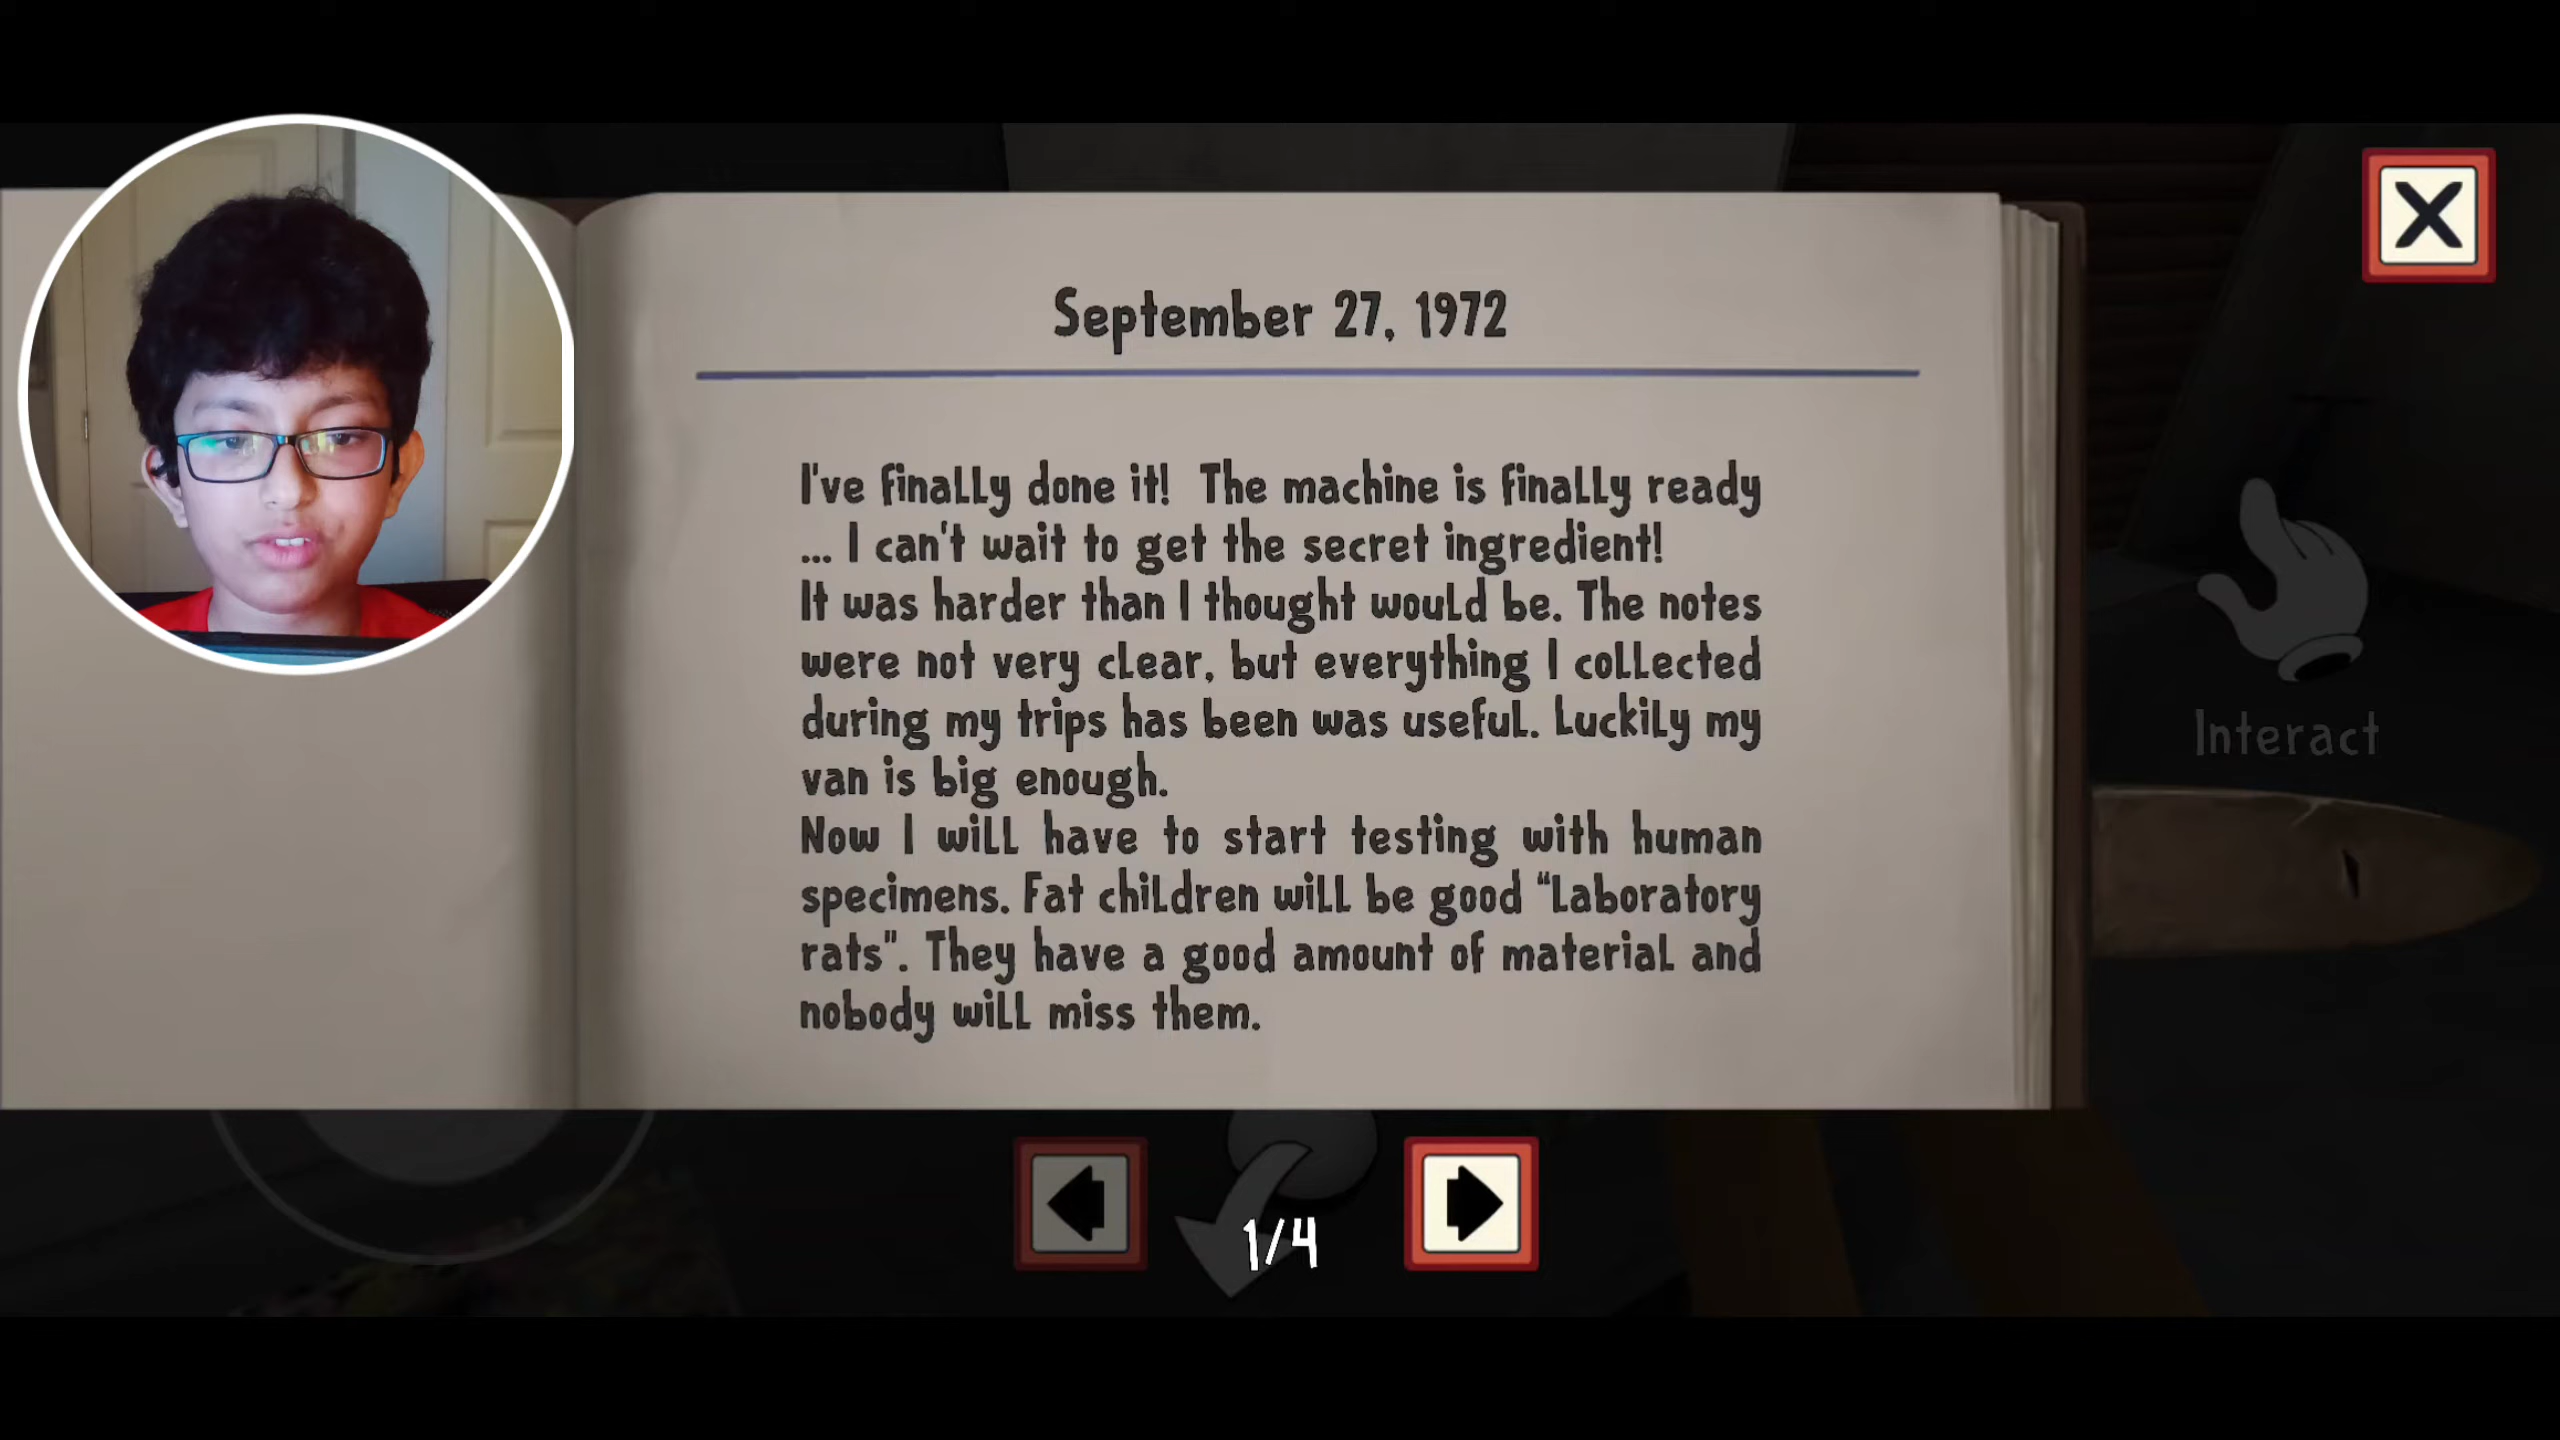 September 27, 1972
I've finally done it! The machine is finally ready
... I can't wait to get the secret ingredient!
It was harder than I thought would be. The notes
were not very clear, but everything I collected
during my trips has been was useful. Luckily my
van is big enough.
Now I will have to start testing with human
specimens. Fat children will be good “Laboratory
rats”. They have a good amount of material and
nobody will miss them.
Interact
1/4